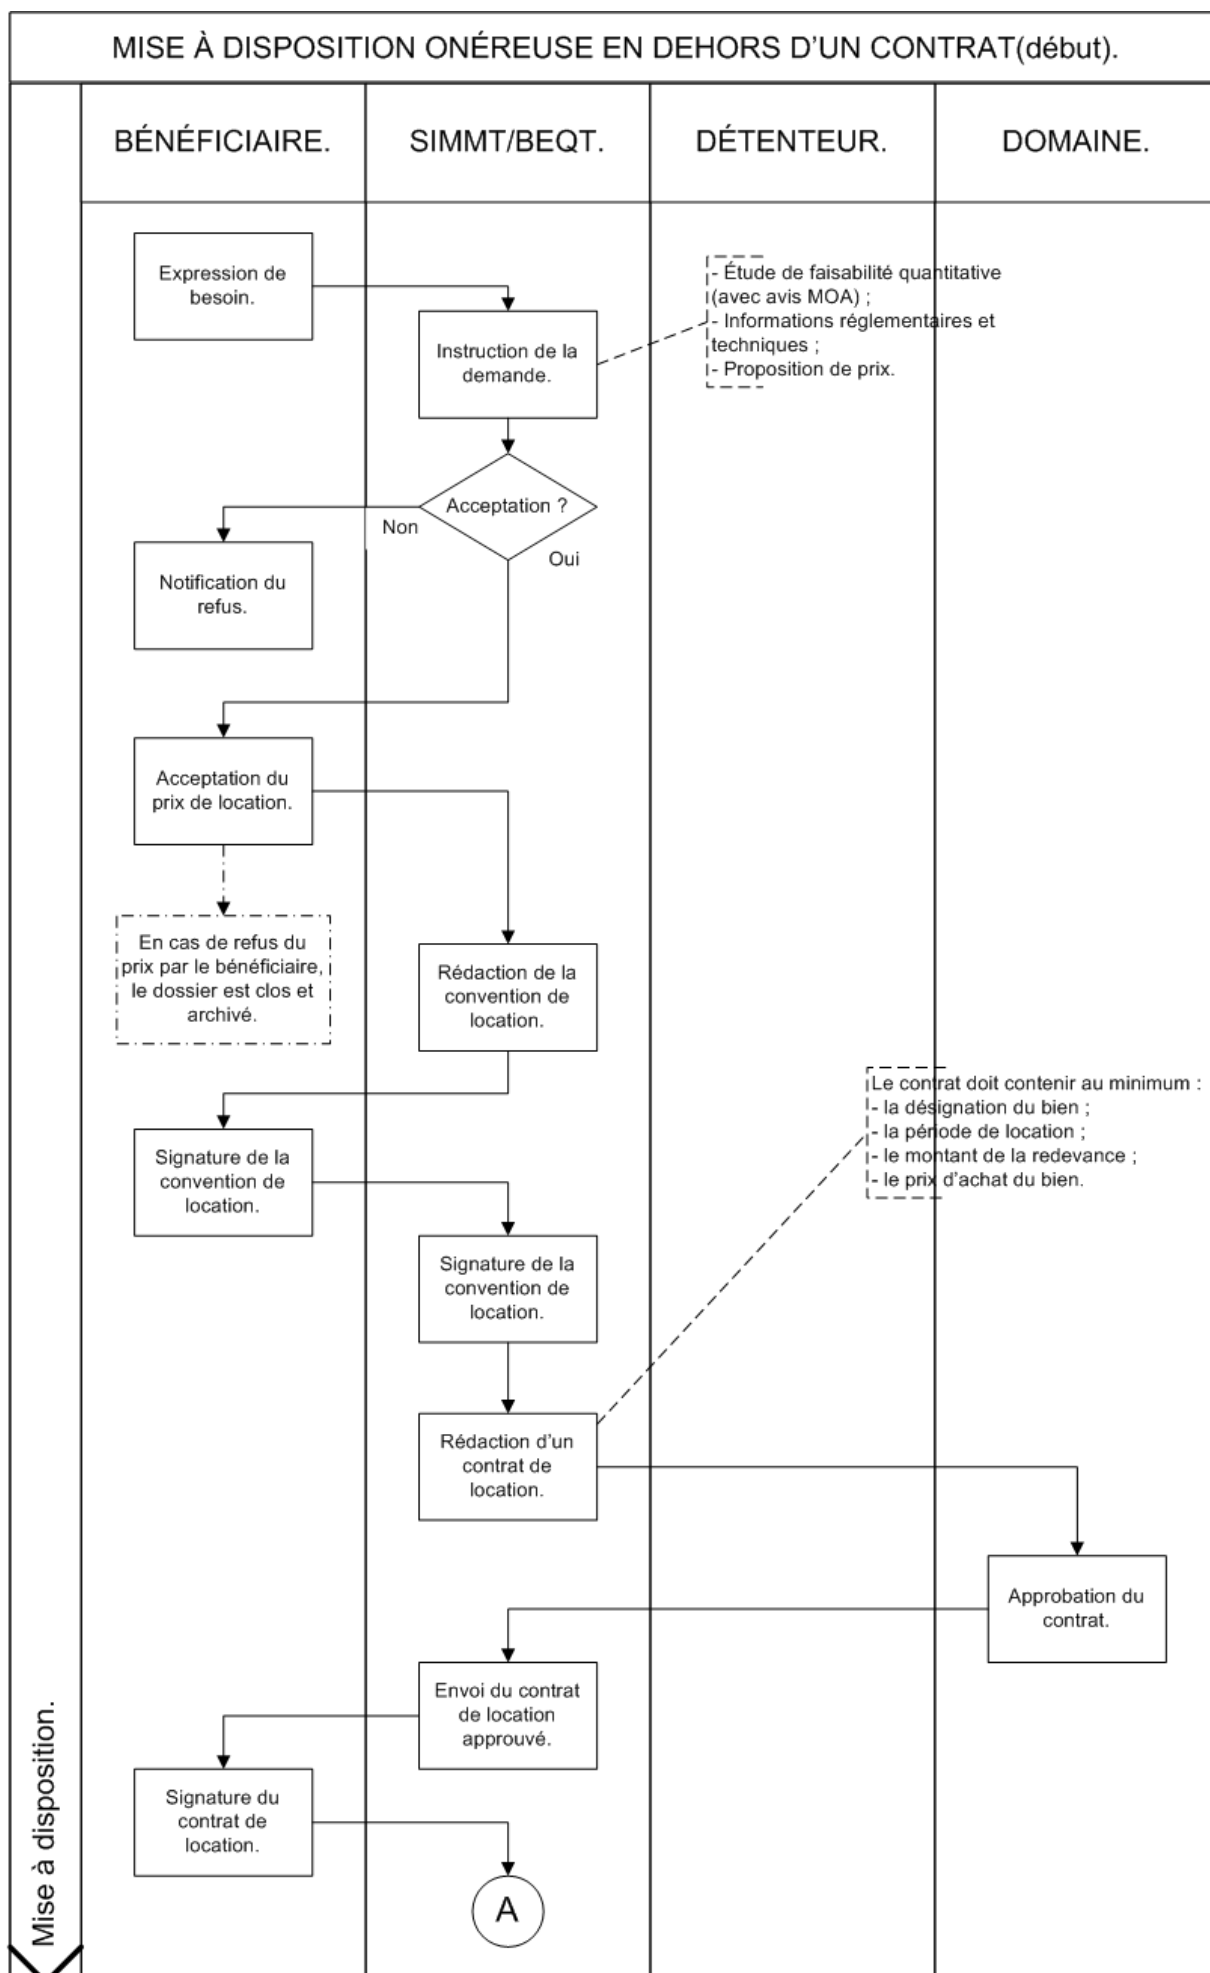 MISE À DISPOSITION ONÉREUSE EN DEHORS D'UN CONTRAT(début).
BÉNÉFICIAIRE.
SIMMT/BEQT.
DÉTENTEUR.
DOMAINE.
Expression de
besoin.
- Étude de faisabilité quantitative
(avec avis MOA) ;
- Informations réglementaires et
techniques ;
- Proposition de prix.
Instruction de la
demande.
Acceptation ?
Non
Oui
Notification du
refus.
Acceptation du
prix de location.
En cas de refus du
prix par le bénéficiaire,
le dossier est clos et
archivé.
Rédaction de la
convention de
location.
Le contrat doit contenir au minimum :
- la désignation du bien ;
- la période de location ;
- le montant de la redevance ;
- le prix d'achat du bien.
Signature de la
convention de
location.
Signature de la
convention de
location.
Rédaction d'un
contrat de
location.
Approbation du
contrat.
Envoi du contrat
de location
approuvé.
Signature du
contrat de
location.
A
Mise à disposition.